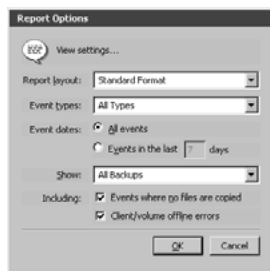 Report Options
View settings...
Report layout: Standard Format
Event types: All Types
Event dates: All events
Events in the last 7 days
Show: All Backups
Including: Events where no files are copied
Client/volume offline errors
OK Cancel